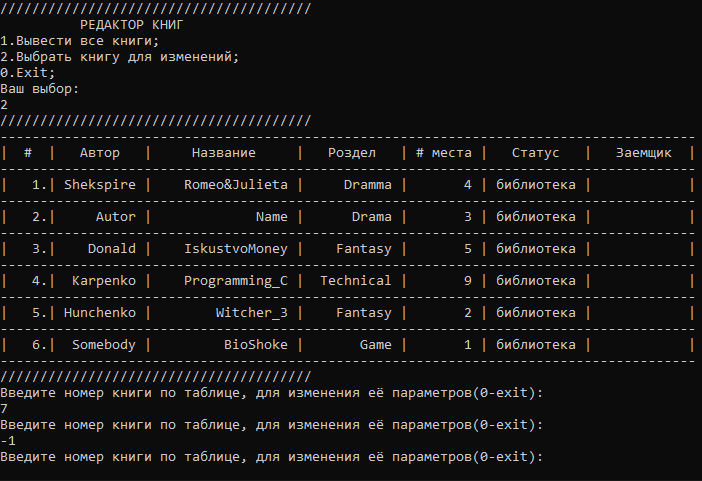 ///////////////////////////////////////
РЕДАКТОР КНИГ
1.Вывести все книги;
2.Выбрать книгу для изменений;
0.Exit;
Ваш выбор:
2
///////////////////////////////////////
---------------------------------------------------------------------------------------
|  #  |   Автор   |     Название     |   Роздел   | # места |   Статус   |   Заемщик  |
---------------------------------------------------------------------------------------
|   1.| Shekspire |    Romeo&Julieta |     Dramma |       4 | библиотека |            |
---------------------------------------------------------------------------------------
|   2.|     Autor |             Name |      Drama |       3 | библиотека |            |
---------------------------------------------------------------------------------------
|   3.|    Donald |    IskustvoMoney |    Fantasy |       5 | библиотека |            |
---------------------------------------------------------------------------------------
|   4.|  Karpenko |    Programming_C |  Technical |       9 | библиотека |            |
---------------------------------------------------------------------------------------
|   5.| Hunchenko |        Witcher_3 |    Fantasy |       2 | библиотека |            |
---------------------------------------------------------------------------------------
|   6.|  Somebody |         BioShoke |       Game |       1 | библиотека |            |
---------------------------------------------------------------------------------------
///////////////////////////////////////
Введите номер книги по таблице, для изменения её параметров(0-exit):
7
Введите номер книги по таблице, для изменения её параметров(0-exit):
-1
Введите номер книги по таблице, для изменения её параметров(0-exit):